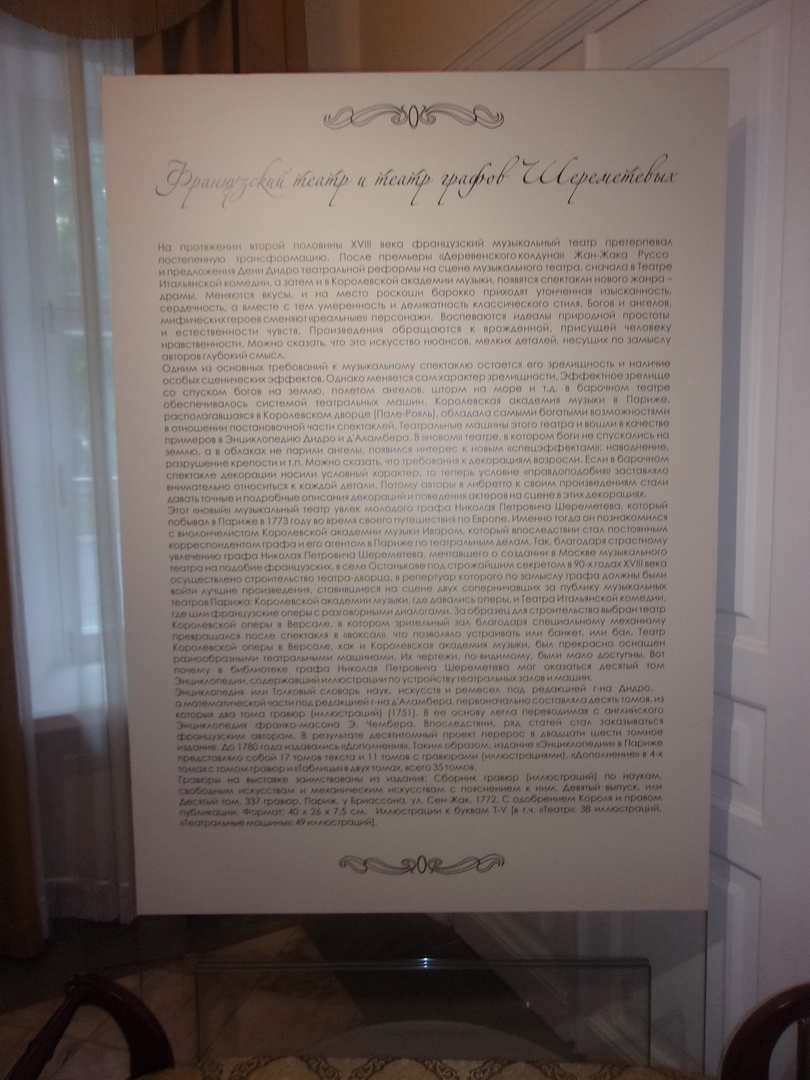 Французский театр и театр графов Шереметевых
На протяжении второй половины XVIII века французский музыкальный театр претерпевал
постепенную трансформацию. После премьеры «Деревенского колдуна» Жан-Жака Руссо
и предложения Дени Дидро театральной реформы на сцене музыкального театра, сначала в Театре
Итальянской комедии, а затем и в Королевской академии музыки, появятся спектакли нового жанра –
драмы. Меняются вкусы, и на место роскоши барокко приходят утонченная изысканность,
сердечность, а вместе с тем умеренность и деликатность классического стиля. Богов и ангелов,
мифических героев сменяют «реальные» персонажи. Воспеваются идеалы природной простоты
и естественности чувств. Произведения обращаются к врожденной, присущей человеку
нравственности. Можно сказать, что это искусство нюансов, мелких деталей, несущих по замыслу
авторов глубокий смысл.
Одним из основных требований к музыкальному спектаклю остается его зрелищность и наличие
особых сценических эффектов. Однако меняется сам характер зрелищности. Эффектное зрелище
со спуском богов на землю, полетом ангелов, шторм на море и т.д. в барочном театре
обеспечивалось системой театральных машин. Королевская академия музыки в Париже,
располагавшаяся в Королевском дворце (Пале-Рояль), обладала самыми богатыми возможностями
в отношении постановочной части спектаклей. Театральные машины этого театра и вошли в качестве
примеров в Энциклопедию Дидро и д'Аламбера. В «новом» театре, в котором боги не спускались на
землю, а в облаках не парили ангелы, появился интерес к новым «спецэффектам»: наводнение,
разрушение крепости и т.п. Можно сказать, что требования к декорациям возросли. Если в барочном
спектакле декорации носили условный характер, то теперь условие «правдоподобия» заставляло
внимательно относиться к каждой детали. Потому авторы в либретто к своим произведениям стали
давать точные и подробные описания декораций и поведения актеров на сцене в этих декорациях.
Этот «новый» музыкальный театр увлек молодого графа Николая Петровича Шереметева, который
побывал в Париже в 1773 году во время своего путешествия по Европе. Именно тогда он познакомился
с виолончелистом Королевской академии музыки Иваром, который впоследствии стал постоянным
корреспондентом графа и его агентом в Париже по театральным делам. Так, благодаря страстному
увлечению графа Николая Петровича Шереметева, мечтавшего о создании в Москве музыкального
театра на подобие французских, в селе Останьково под строжайшим секретом в 90-х годах XVIII века
осуществлено строительство театра-дворца, в репертуар которого по замыслу графа должны были
войти лучшие произведения, ставившиеся на сцене двух соперничавших за публику музыкальных
театров Парижа: Королевской академии музыки, где давались оперы, и Театра Итальянской комедии,
где шли французские оперы с разговорными диалогами. За образец для строительства выбран театр
Королевской оперы в Версале, в котором зрительный зал благодаря специальному механизму
превращался после спектакля в «воксал», что позволяло устраивать или банкет, или бал. Театр
Королевской оперы в Версале, как и Королевская академия музыки, был прекрасно оснащен
разнообразными театральными машинами. Их чертежи, по-видимому, были мало доступны. Вот
почему в библиотеке графа Николая Петровича Шереметева мог оказаться десятый том
Энциклопедии, содержавший иллюстрации по устройству театральных залов и машин.
Энциклопедия или Толковый словарь наук, искусств и ремесел под редакцией г-на Дидро,
а математической части под редакцией г-на д'Аламбера, первоначально составляла десять томов, из
которых два тома гравюр (иллюстраций) (1751). В ее основу легла переводимая с английского
Энциклопедия франко-масона Э. Чембера. Впоследствии, ряд статей стал заказываться
французским авторам. В результате десятитомный проект перерос в двадцати шести томное
издание. До 1780 года издавались «Дополнения». Таким образом, издание «Энциклопедии» в Париже
представляло собой 17 томов текста и 11 томов с гравюрами (иллюстрациями), «Дополнение» в 4-х
томах с томом гравюр и «Таблицы» в двух томах, всего 35 томов.
Гравюры на выставке заимствованы из издания: Сборник гравюр (иллюстраций) по наукам,
свободным искусствам и механическим искусствам с пояснением к ним. Девятый выпуск, или
Десятый том, 337 гравюр. Париж, у Бриассона, ул. Сен-Жак, 1772. С одобрением Короля и правом
публикации. Формат: 40 x 26 x 7,5 см. Иллюстрации к буквам T-V (в т.ч. «Театр»: 38 иллюстраций,
«Театральные машины»: 49 иллюстраций).